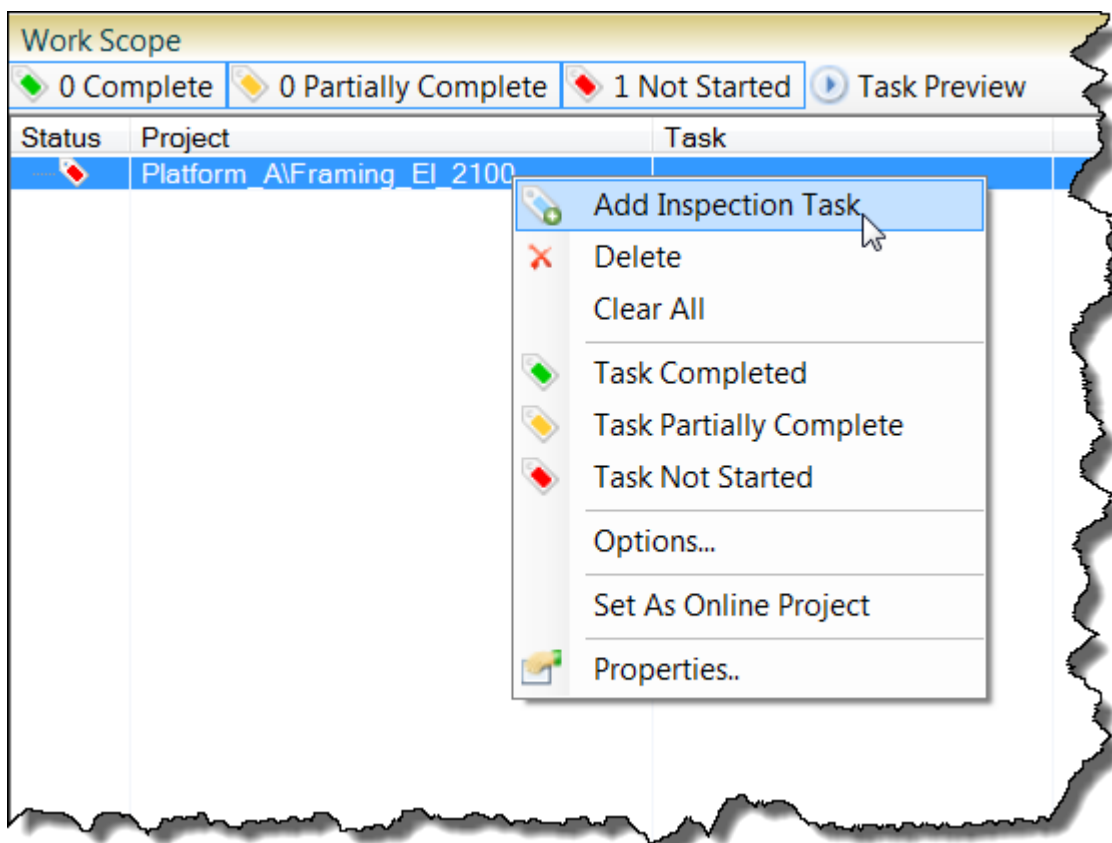 Work Scope
0 Complete 0 Partially Complete 1 Not Started Task Preview
Status Project Task
Platform_A\Framing_El_2100
Add Inspection Task
Delete
Clear All
Task Completed
Task Partially Complete
Task Not Started
Options...
Set As Online Project
Properties..